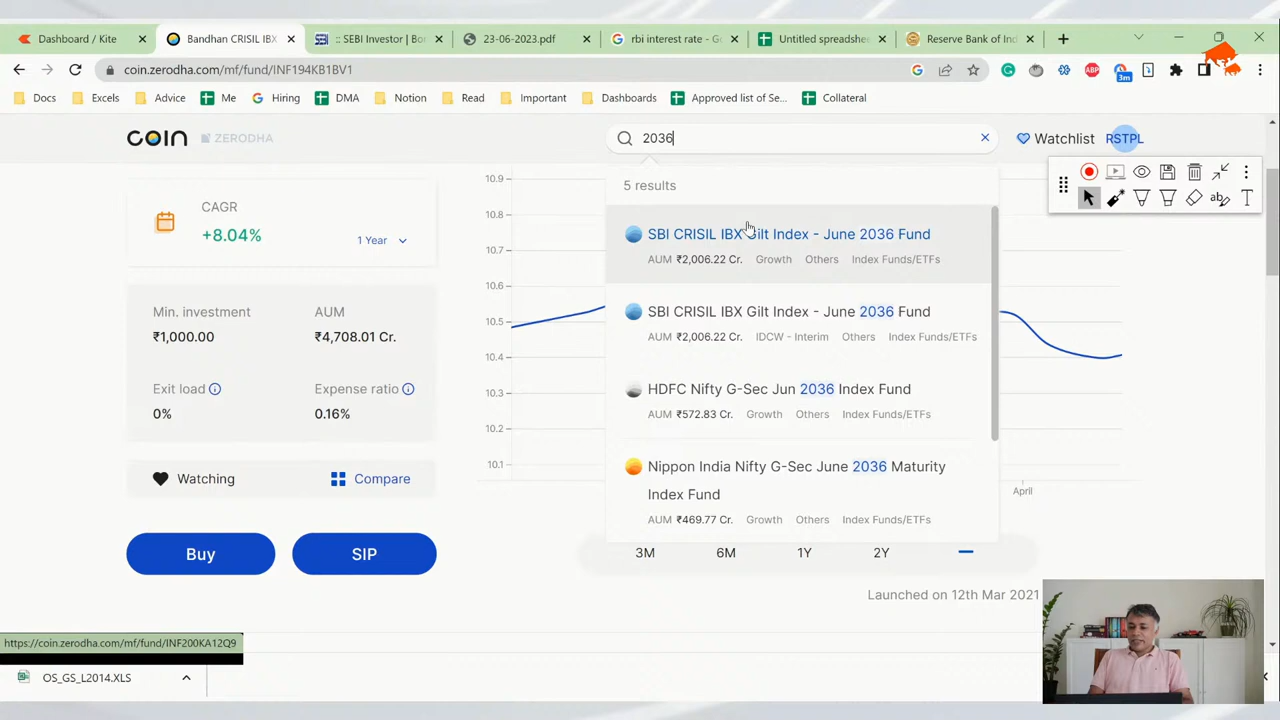 Dashboard / Kite
Bandhan CRISIL IBX
:: SEBI Investor | Bon
23-06-2023.pdf
rbi interest rate - Go
Untitled spreadshee
Reserve Bank of Ind
coin.zerodha.com/mf/fund/INF194KB1BV1
ABP
3m
Docs
Excels
Advice
Me
Hiring
DMA
Notion
Read
Important
Dashboards
Approved list of Se...
Collateral
coin
ZERODHA
2036
Watchlist
RSTPL
CAGR
+8.04%
1 Year
Min. investment
AUM
₹1,000.00
₹4,708.01 Cr.
Exit load
Expense ratio
0%
0.16%
Watching
Compare
Buy
SIP
10.9
10.8
10.7
10.6
10.5
10.4
10.3
10.2
10.1
5 results
SBI CRISIL IBX Gilt Index - June 2036 Fund
AUM ₹2,006.22 Cr. Growth Others Index Funds/ETFs
SBI CRISIL IBX Gilt Index - June 2036 Fund
AUM ₹2,006.22 Cr. IDCW - Interim Others Index Funds/ETFs
HDFC Nifty G-Sec Jun 2036 Index Fund
AUM ₹572.83 Cr. Growth Others Index Funds/ETFs
Nippon India Nifty G-Sec June 2036 Maturity
Index Fund
AUM ₹469.77 Cr. Growth Others Index Funds/ETFs
April
3M
6M
1Y
2Y
Launched on 12th Mar 2021
https://coin.zerodha.com/mf/fund/INF200KA12Q9
OS_GS_L2014.XLS